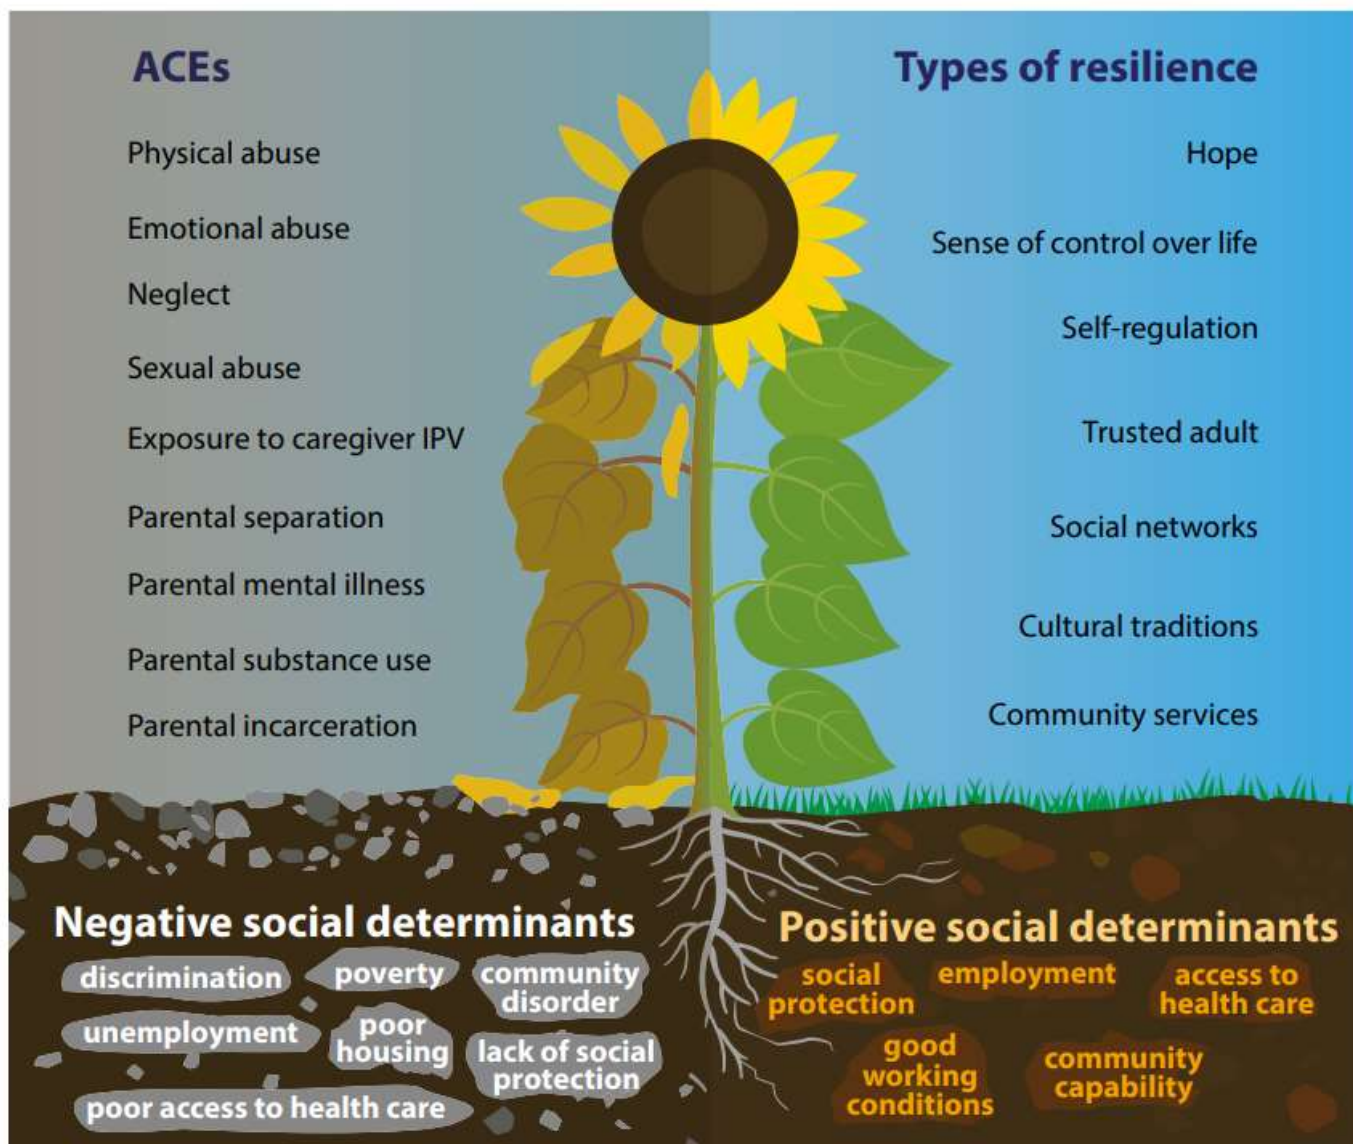 ACEs
Physical abuse
Emotional abuse
Neglect
Sexual abuse
Exposure to caregiver IPV
Parental separation
Parental mental illness
Parental substance use
Parental incarceration
Types of resilience
Hope
Sense of control over life
Self-regulation
Trusted adult
Social networks
Cultural traditions
Community services
Negative social determinants
discrimination
poverty
community
disorder
unemployment
poor
housing
lack of social
protection
poor access to health care
Positive social determinants
social
protection
employment
access to
health care
good
working
conditions
community
capability